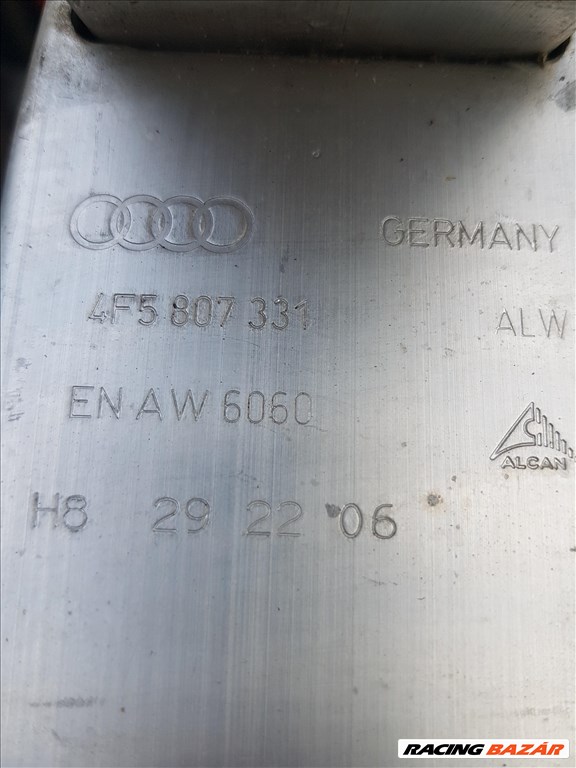 GERMANY
4F5 807 331
ALW
EN AW 6060
ALCAN
H8 29 22 06
RACING BAZÁR